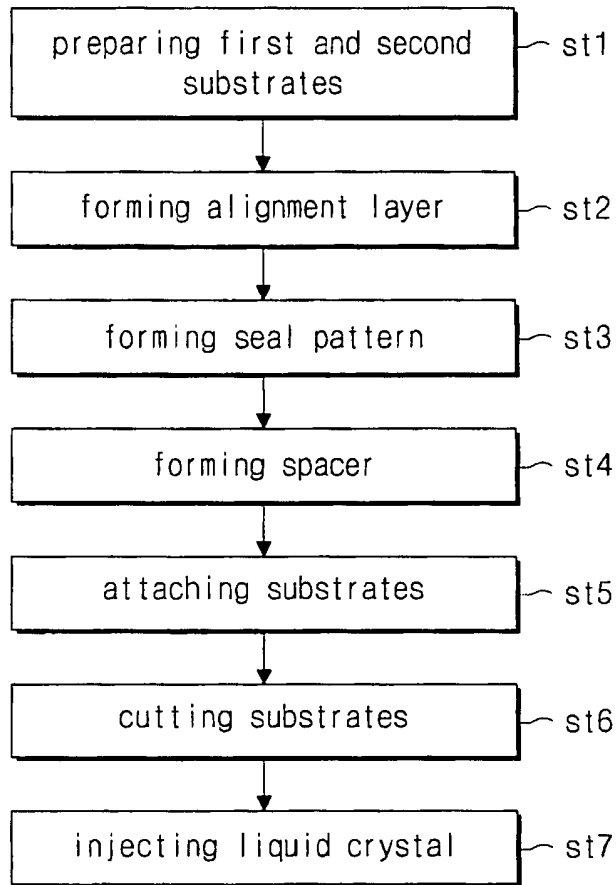 preparing first and second
substrates
st1
forming alignment layer
st2
forming seal pattern
st3
forming spacer
st4
attaching substrates
st5
cutting substrates
st6
injecting liquid crystal
st7